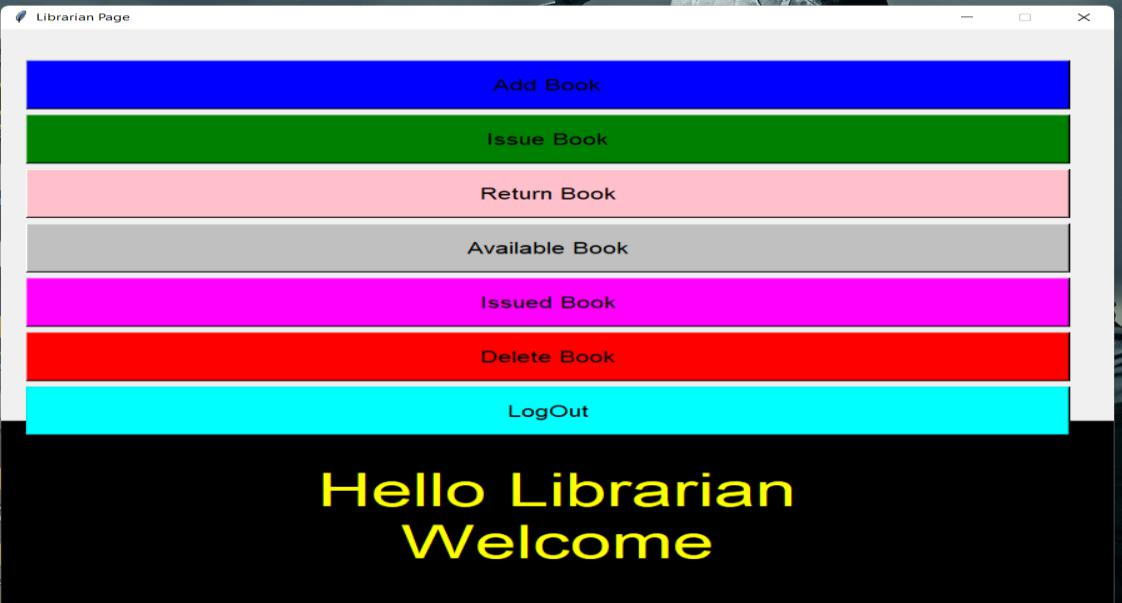 Librarian Page
Add Book
Issue Book
Return Book
Available Book
Issued Book
Delete Book
LogOut
Hello Librarian
Welcome